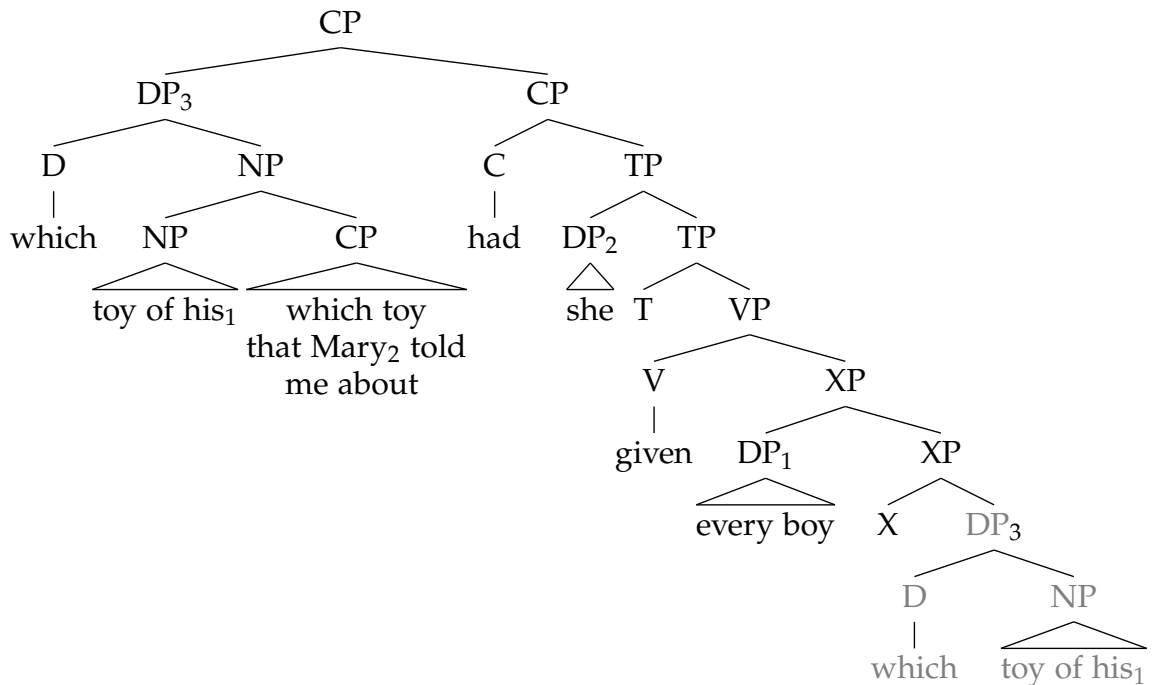 CP
DP3 CP
D NP C TP
which NP CP had DP2 TP
toy of his1 which toy she T VP
that Mary2 told
me about V XP
given DP1 XP
every boy X DP3
D NP
which toy of his1